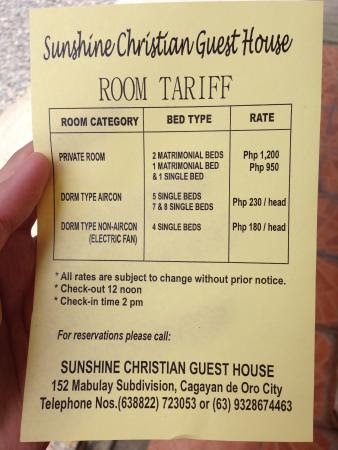 Sunshine Christian Guest House
ROOM TARIFF
ROOM CATEGORY BED TYPE RATE
PRIVATE ROOM 2 MATRIMONIAL BEDS Php 1,200
1 MATRIMONIAL BED Php 950
& 1 SINGLE BED
DORM TYPE AIRCON 5 SINGLE BEDS Php 230 / head
7 & 8 SINGLE BEDS
DORM TYPE NON-AIRCON 4 SINGLE BEDS Php 180 / head
(ELECTRIC FAN)
* All rates are subject to change without prior notice.
* Check-out 12 noon
* Check-in time 2 pm
For reservations please call:
SUNSHINE CHRISTIAN GUEST HOUSE
152 Mabulay Subdivision, Cagayan de Oro City
Telephone Nos.(638822) 723053 or (63) 9328674463